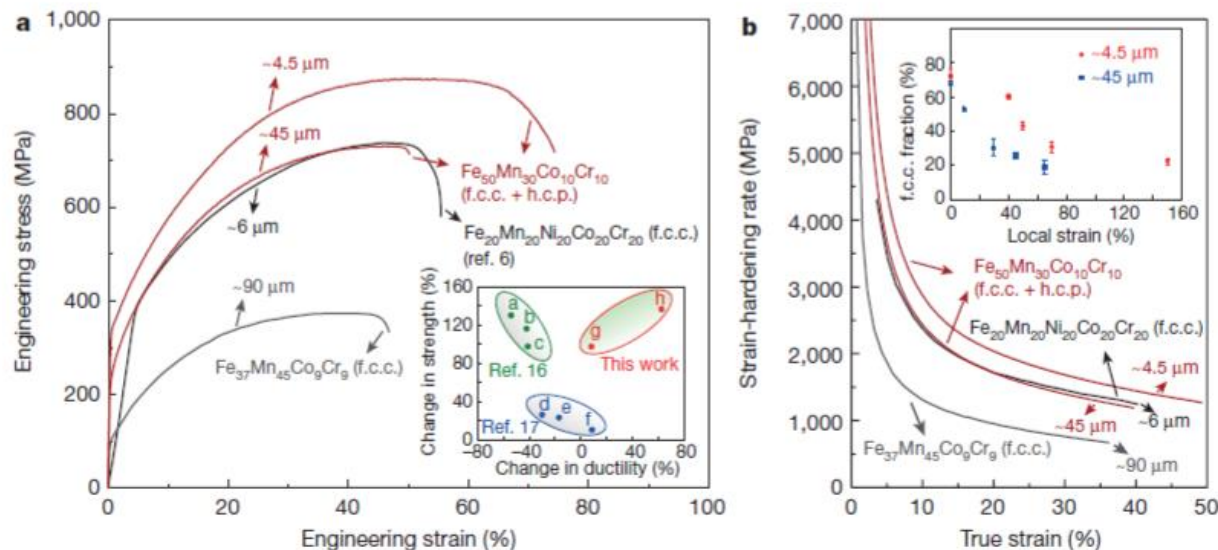 a
1,000
800
600
400
200
0
0
20
40
60
80
100
Engineering stress (MPa)
Engineering strain (%)
~4.5 μm
~45 μm
Fe₅₀Mn₃₀Co₁₀Cr₁₀
(f.c.c. + h.c.p.)
~6 μm
Fe₂₀Mn₂₀Ni₂₀Co₂₀Cr₂₀ (f.c.c.)
(ref. 6)
~90 μm
Fe₃₇Mn₄₅Co₉Cr₉ (f.c.c.)
Change in strength (%)
160
120
80
40
0
a
b
c
Ref. 16
g
h
This work
d
e
f
Ref. 17
−80
−40
0
40
80
Change in ductility (%)
b
7,000
6,000
5,000
4,000
3,000
2,000
1,000
0
0
10
20
30
40
50
Strain-hardening rate (MPa)
True strain (%)
f.c.c. fraction (%)
80
60
40
20
0
~4.5 μm
~45 μm
0
40
80
120
160
Local strain (%)
Fe₅₀Mn₃₀Co₁₀Cr₁₀
(f.c.c. + h.c.p.)
Fe₂₀Mn₂₀Ni₂₀Co₂₀Cr₂₀ (f.c.c.)
~4.5 μm
~45 μm
~6 μm
Fe₃₇Mn₄₅Co₉Cr₉ (f.c.c.)
~90 μm